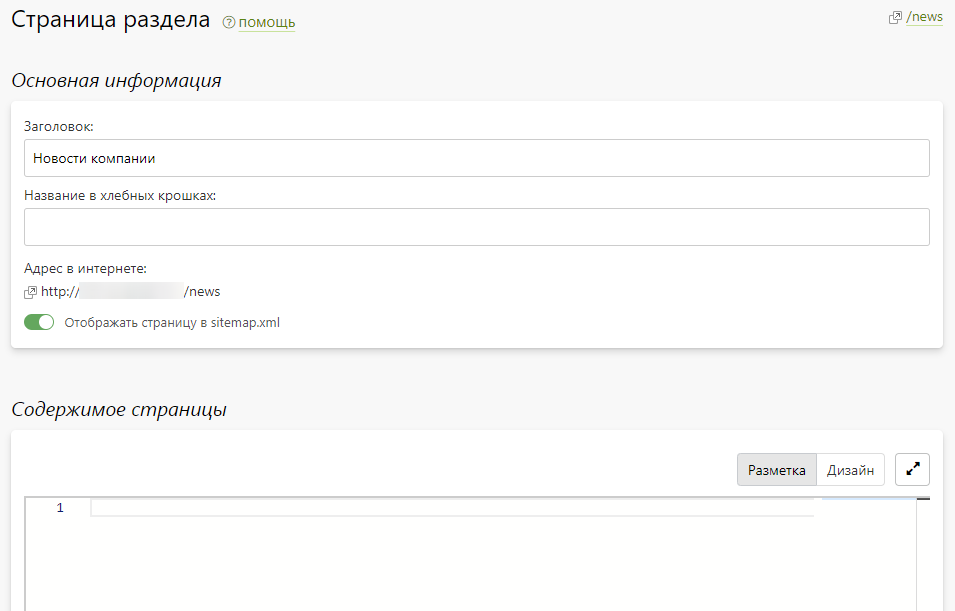 Страница раздела ? помощь /news
Основная информация
Заголовок:
Новости компании
Название в хлебных крошках:
Адрес в интернете:
http:// /news
Отображать страницу в sitemap.xml
Содержимое страницы
Разметка Дизайн
1